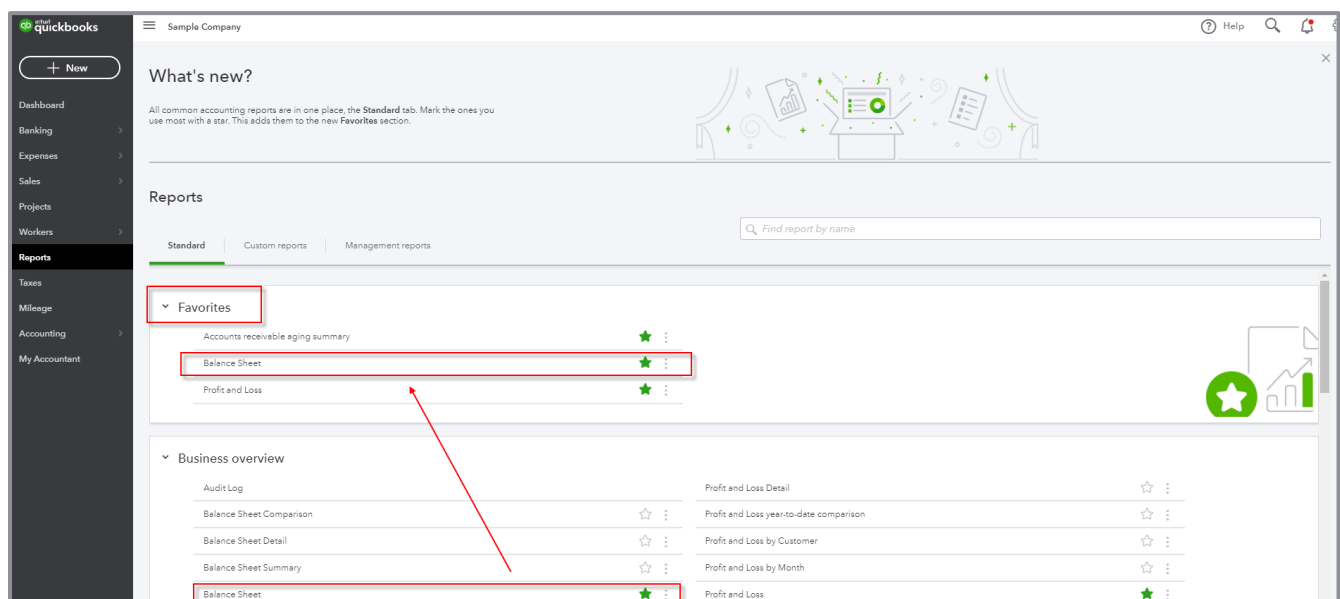 intuit
quickbooks
Sample Company
Help
+ New
Dashboard
Banking
Expenses
Sales
Projects
Workers
Reports
Taxes
Mileage
Accounting
My Accountant
What's new?
All common accounting reports are in one place, the Standard tab. Mark the ones you
use most with a star. This adds them to the new Favorites section.
Reports
Find report by name
Standard
Custom reports
Management reports
Favorites
Accounts receivable aging summary
Balance Sheet
Profit and Loss
Business overview
Audit Log
Balance Sheet Comparison
Balance Sheet Detail
Balance Sheet Summary
Balance Sheet
Profit and Loss Detail
Profit and Loss year-to-date comparison
Profit and Loss by Customer
Profit and Loss by Month
Profit and Loss